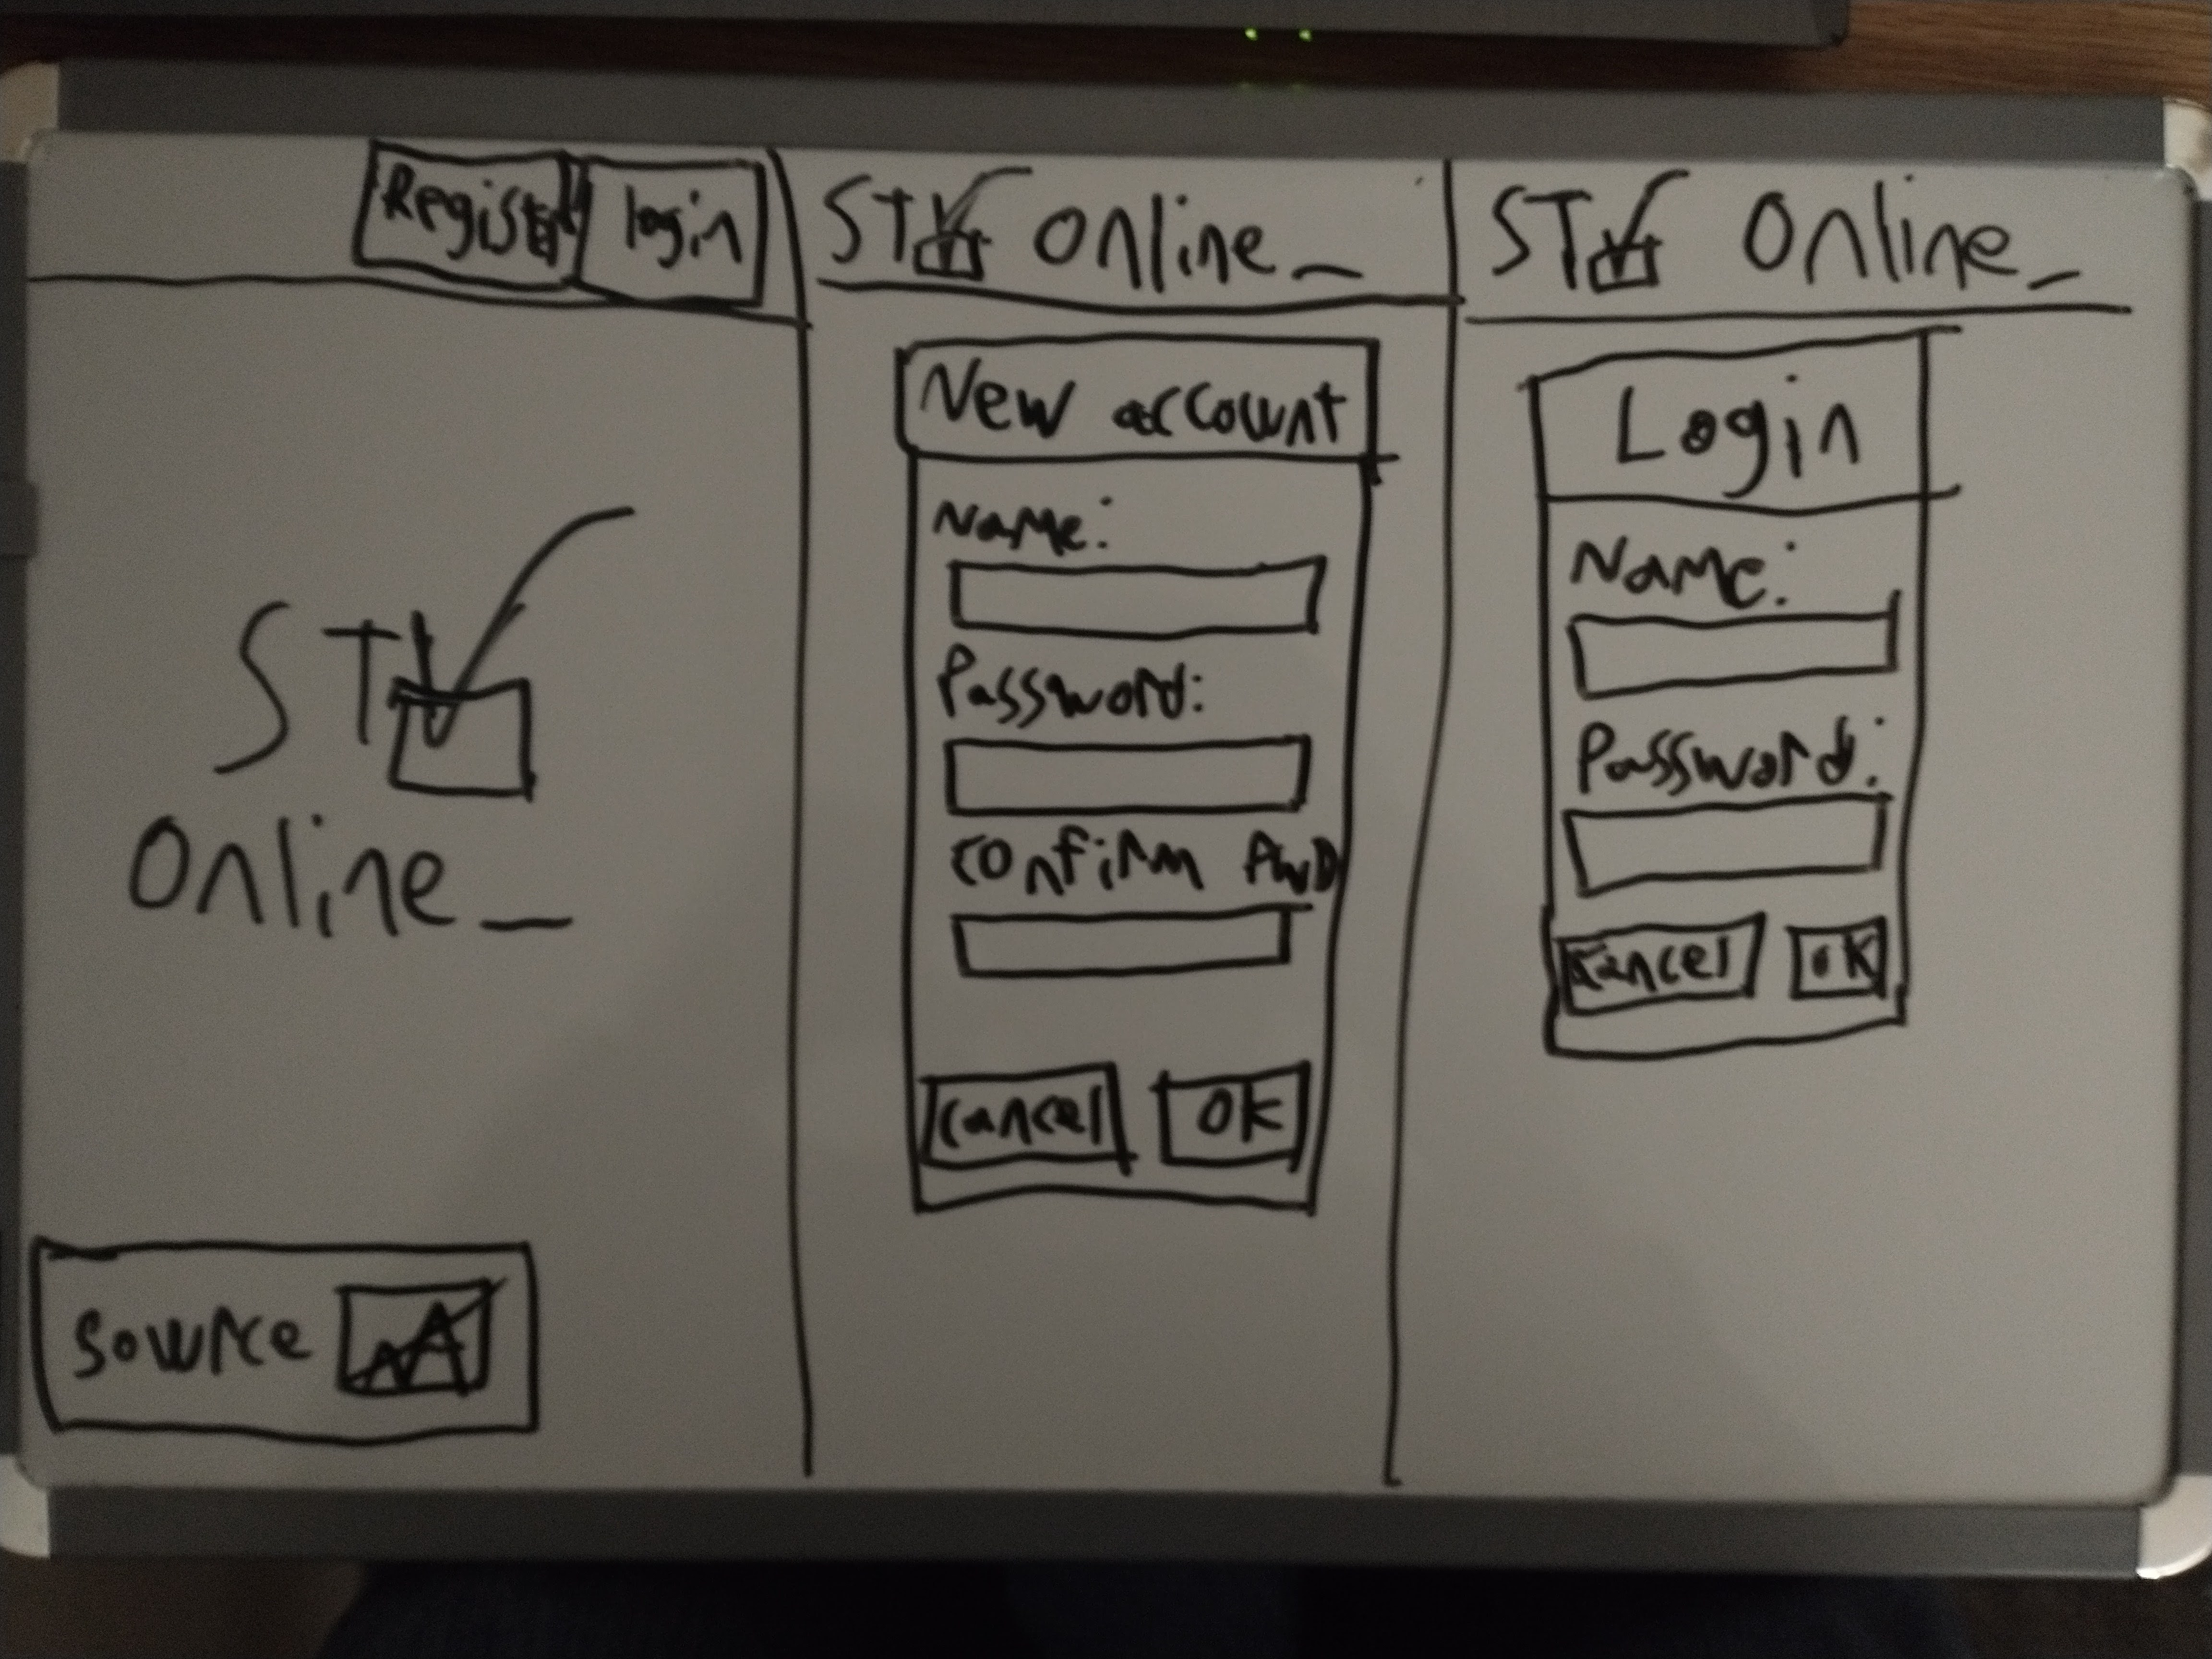 Register login
ST
Online_
Source
ST Online_
New account
Name:
Password:
Confirm PWD
Cancel OK
ST Online_
Login
Name:
Password:
Cancel OK